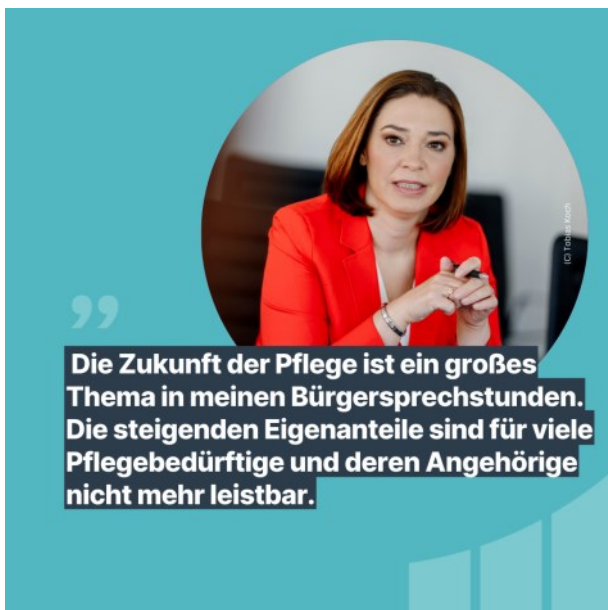 (C) Tobias Koch
”
Die Zukunft der Pflege ist ein großes
Thema in meinen Bürgersprechstunden.
Die steigenden Eigenanteile sind für viele
Pflegebedürftige und deren Angehörige
nicht mehr leistbar.